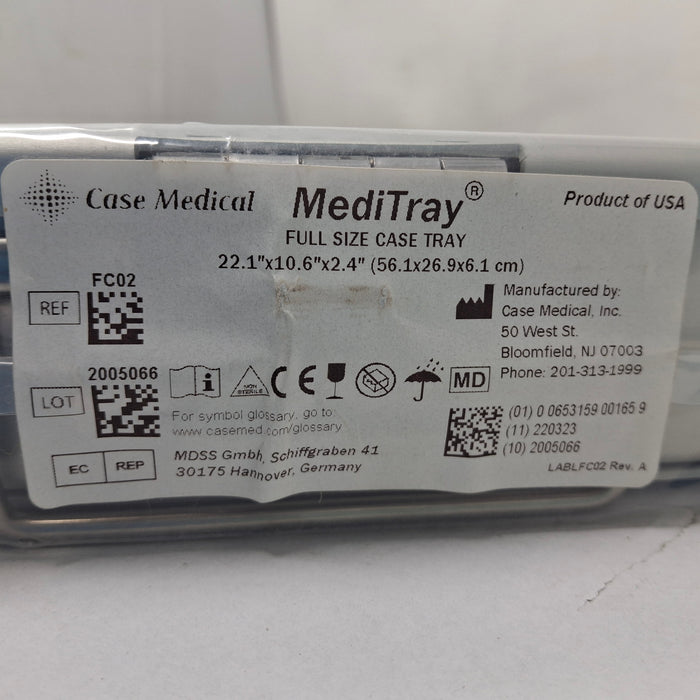 Case Medical
MediTray®
Product of USA
FULL SIZE CASE TRAY
22.1"x10.6"x2.4" (56.1x26.9x6.1 cm)
REF
FC02
Manufactured by:
Case Medical, Inc.
50 West St.
Bloomfield, NJ 07003
Phone: 201-313-1999
LOT
2005066
NON
STERILE
CE
MD
For symbol glossary, go to:
www.casemed.com/glossary
EC REP
MDSS Gmbh, Schiffgraben 41
30175 Hannover, Germany
(01) 0 0653159 00165 9
(11) 220323
(10) 2005066
LABLFC02 Rev. A